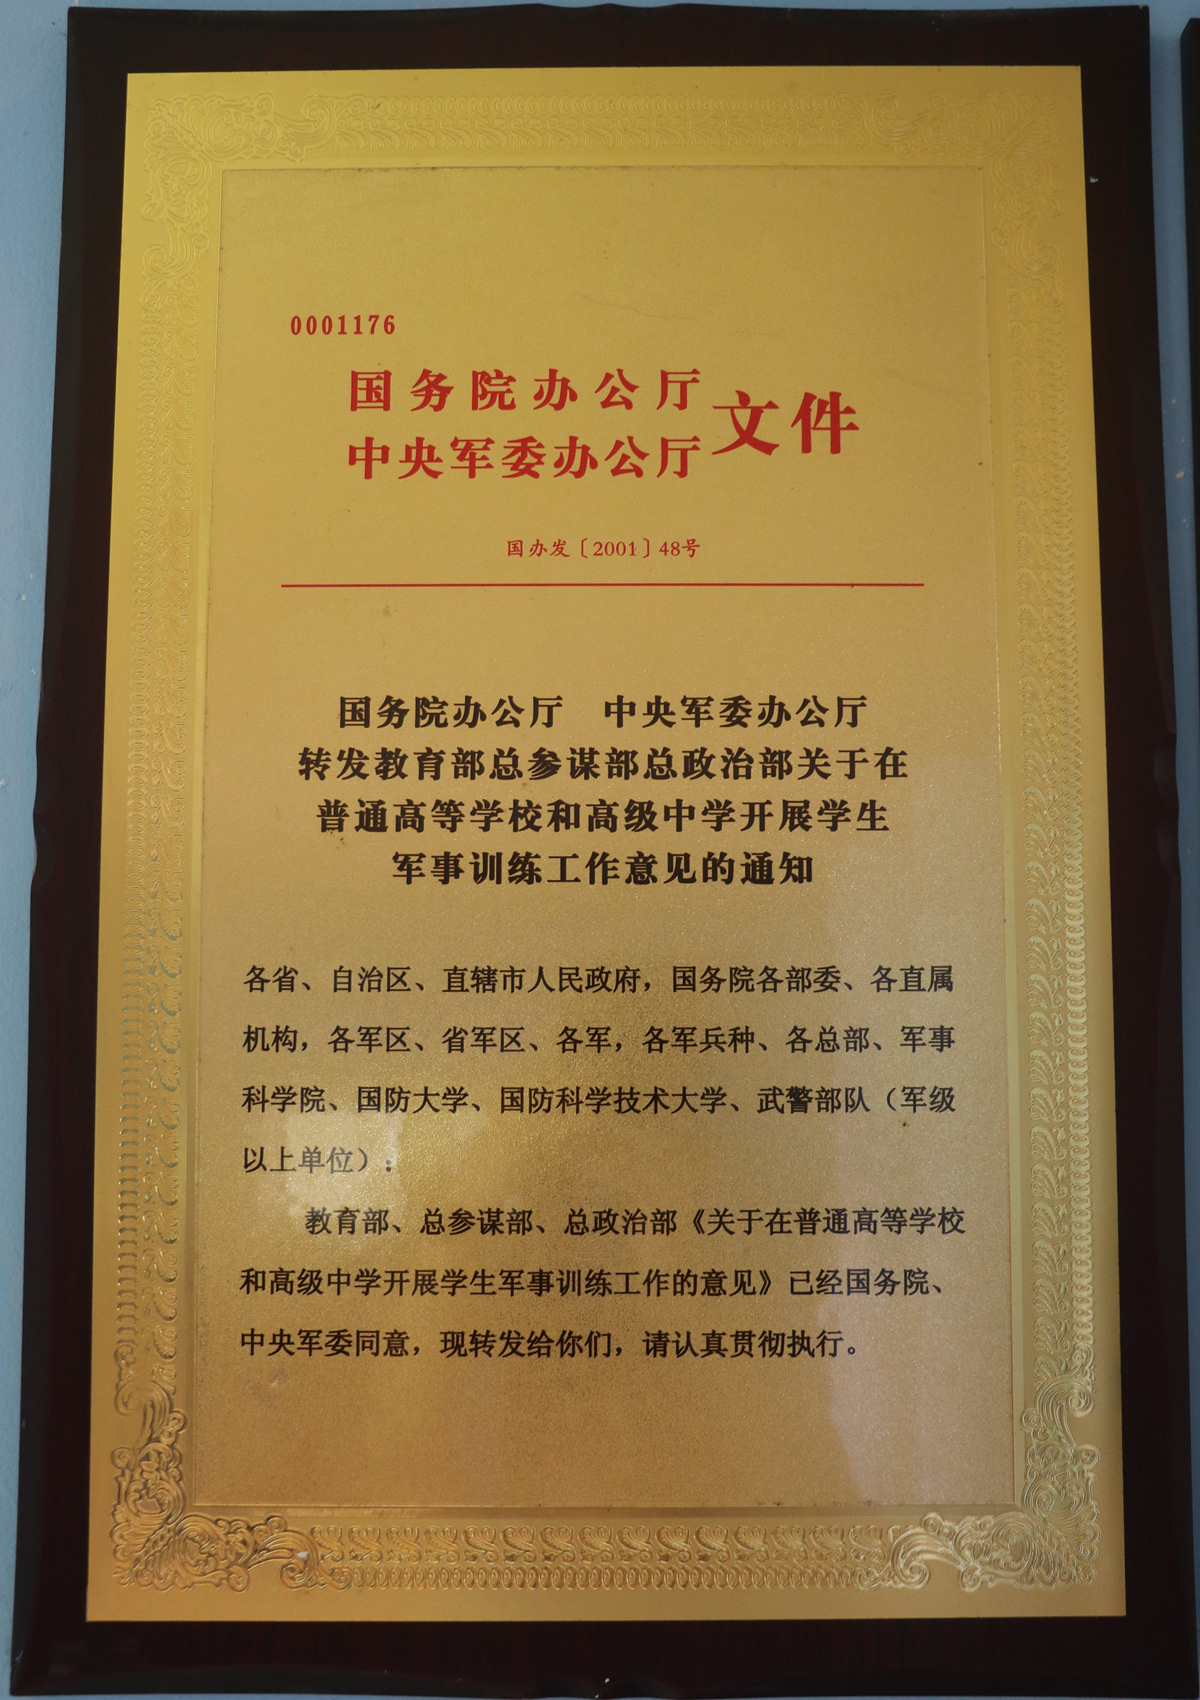 0001176
国务院办公厅
中央军委办公厅
文件
国办发〔2001〕48号
国务院办公厅 中央军委办公厅
转发教育部总参谋部总政治部关于在
普通高等学校和高级中学开展学生
军事训练工作意见的通知
各省、自治区、直辖市人民政府，国务院各部委、各直属
机构，各军区、省军区、各军，各军兵种、各总部、军事
科学院、国防大学、国防科学技术大学、武警部队（军级
以上单位）：
教育部、总参谋部、总政治部《关于在普通高等学校
和高级中学开展学生军事训练工作的意见》已经国务院、
中央军委同意，现转发给你们，请认真贯彻执行。